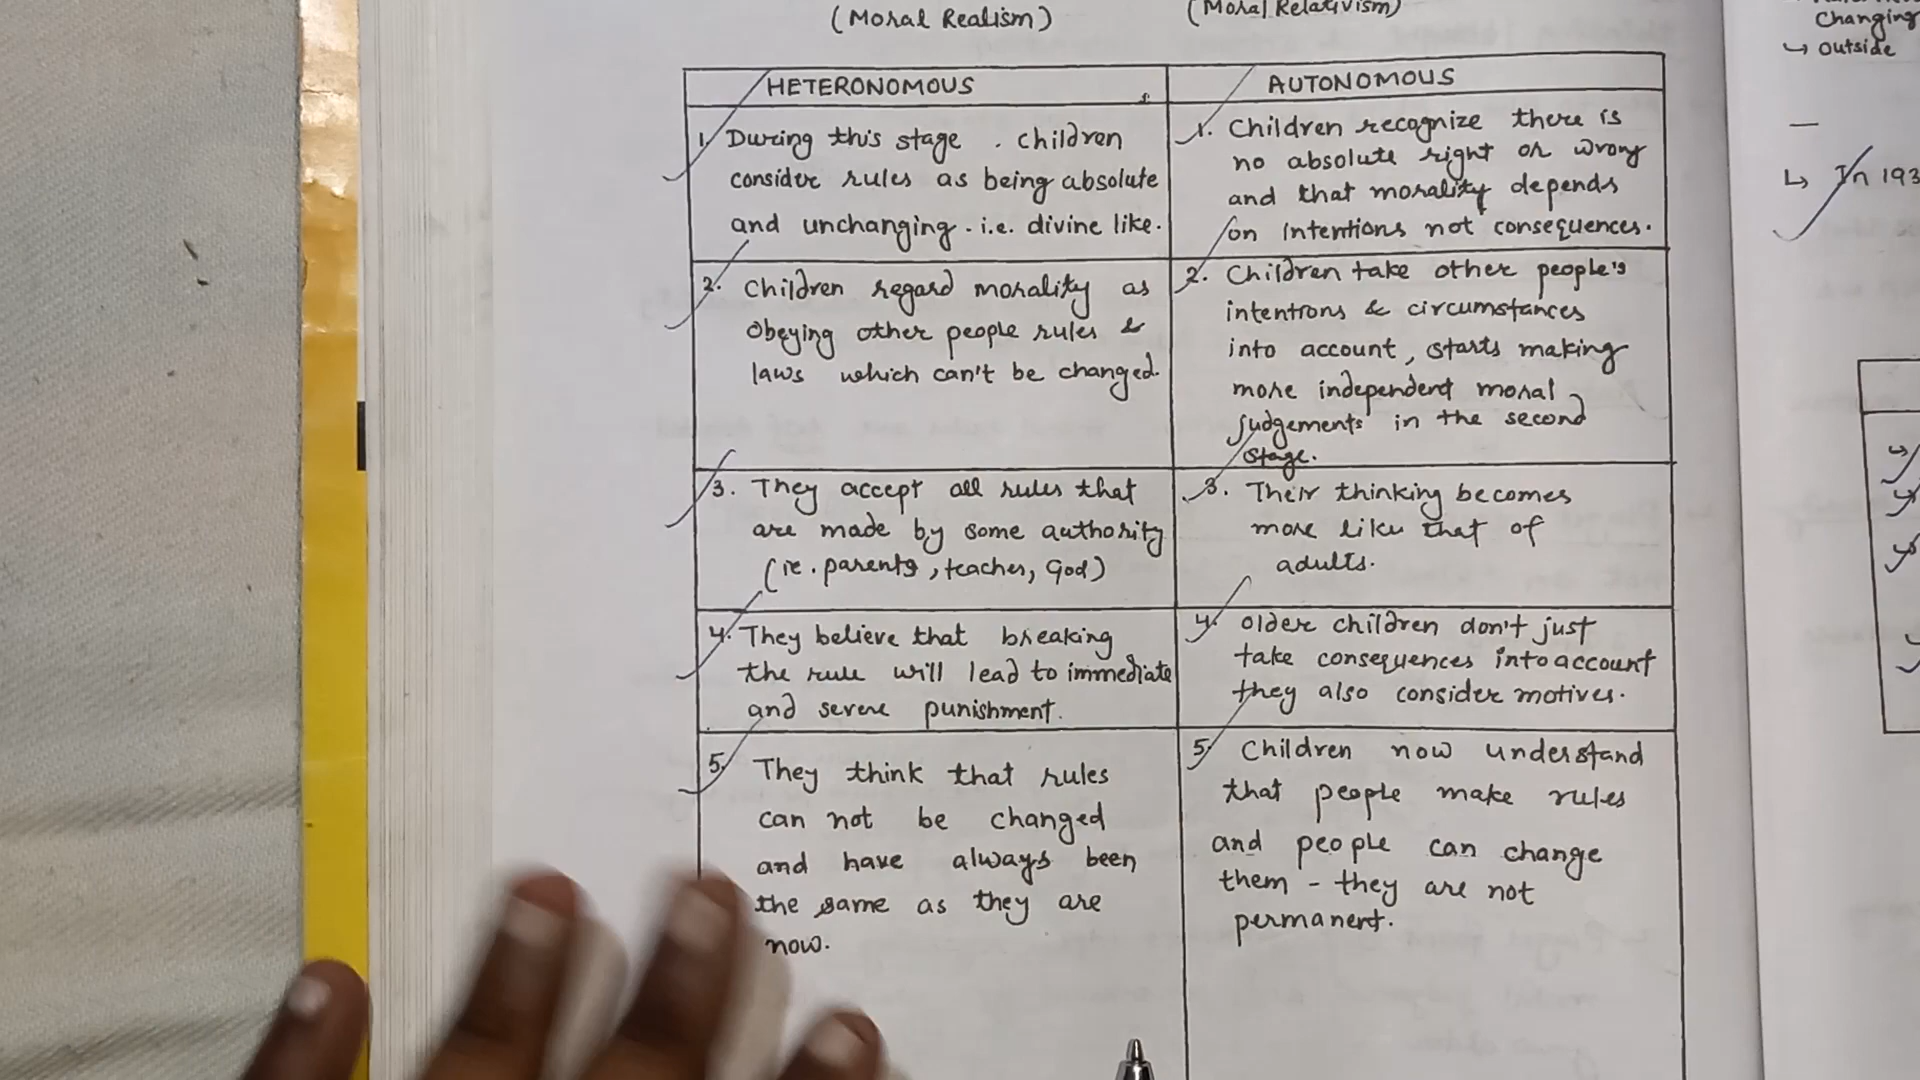 (Moral Realism)
(Moral Relativism)
HETERONOMOUS
1. During this stage . children
consider rules as being absolute
and unchanging . i.e. divine like.
2. Children regard morality as
obeying other people rules &
laws which can't be changed.
3. They accept all rules that
are made by some authority
(ie. parents, teacher, God)
4. They believe that breaking
the rule will lead to immediate
and severe punishment.
5. They think that rules
can not be changed
and have always been
the same as they are
now.
AUTONOMOUS
1. Children recognize there is
no absolute right or wrong
and that morality depends
on intentions not consequences.
2. Children take other people's
intentions & circumstances
into account, starts making
more independent moral
judgements in the second
stage.
3. Their thinking becomes
more like that of
adults.
4. Older children don't just
take consequences into account
they also consider motives.
5. Children now understand
that people make rules
and people can change
them - they are not
permanent.
Changing
↳ outside
↳ In 193